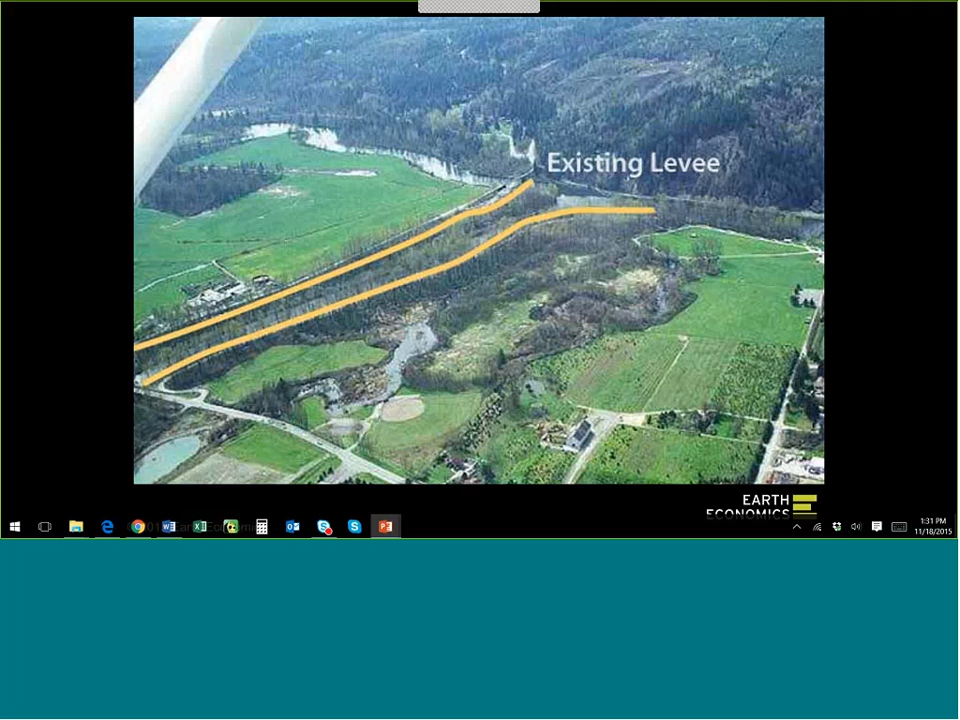 Existing Levee
EARTH
ECONOMICS
1:31 PM
11/18/2015